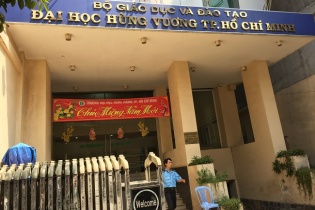 BỘ GIÁO DỤC VÀ ĐÀO TẠO
ĐẠI HỌC HÙNG VƯƠNG TP. HỒ CHÍ MINH
Chúc Mừng Năm Mới
Welcome